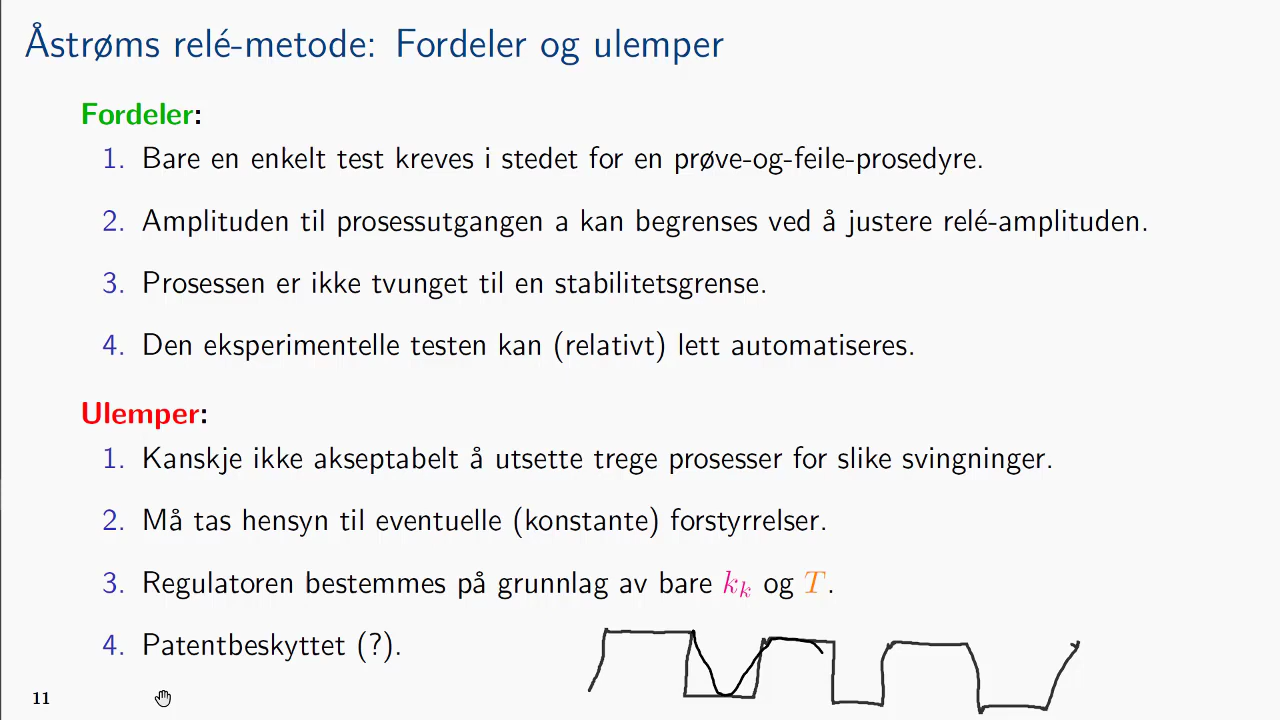 Åstrøms relé-metode: Fordeler og ulemper
Fordeler:
1. Bare en enkelt test kreves i stedet for en prøve-og-feile-prosedyre.
2. Amplituden til prosessutgangen a kan begrenses ved å justere relé-amplituden.
3. Prosessen er ikke tvunget til en stabilitetsgrense.
4. Den eksperimentelle testen kan (relativt) lett automatiseres.
Ulemper:
1. Kanskje ikke akseptabelt å utsette trege prosesser for slike svingninger.
2. Må tas hensyn til eventuelle (konstante) forstyrrelser.
3. Regulatoren bestemmes på grunnlag av bare k_k og T.
4. Patentbeskyttet (?).
11